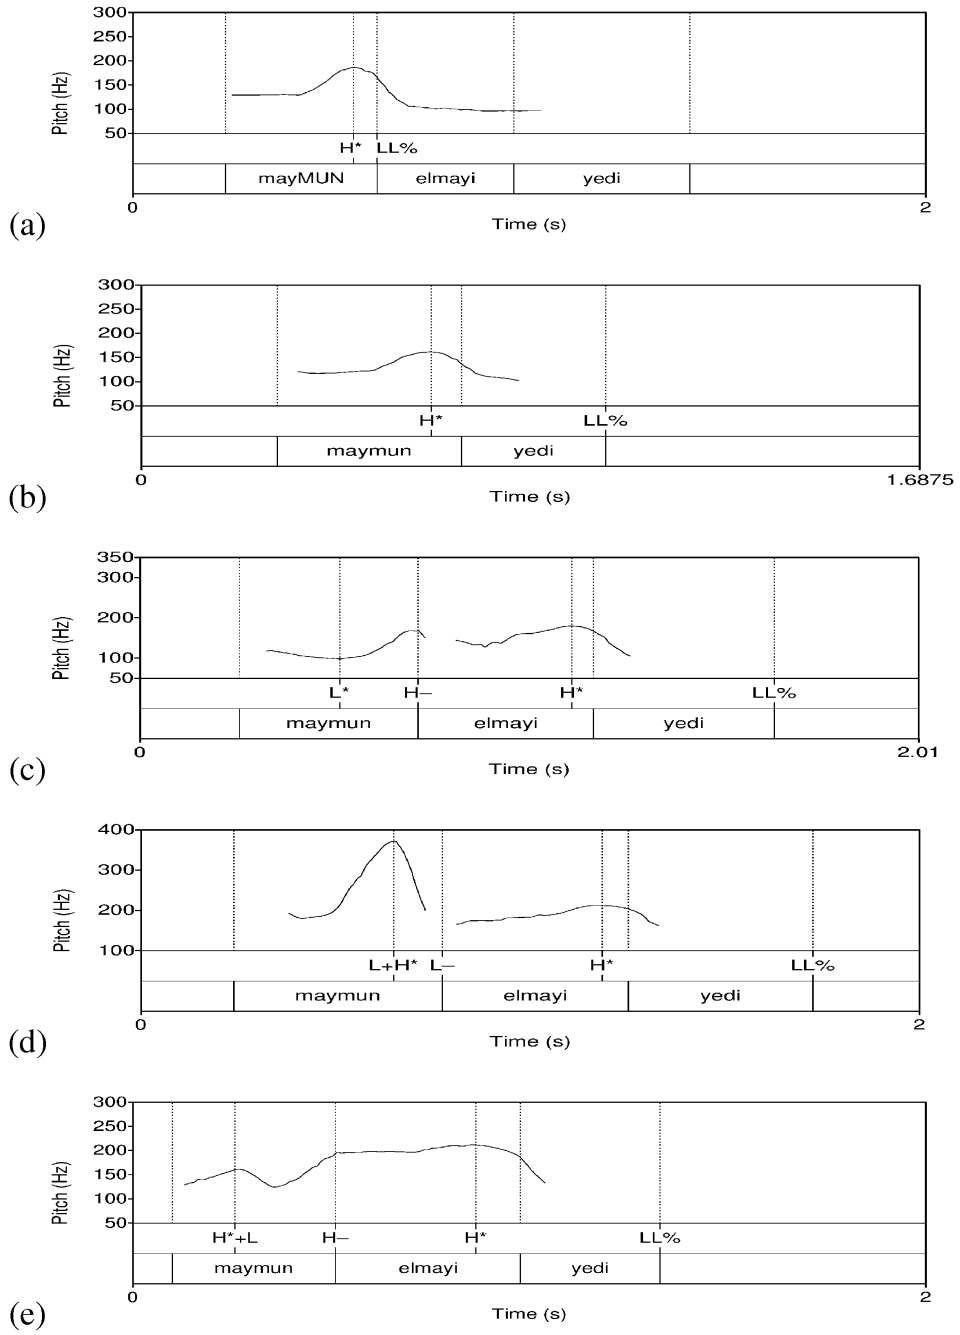 300
250
200
150
100
50
Pitch (Hz)
H* LL%
mayMUN elmayi yedi
0 2
Time (s)
(a)
300
250
200
150
100
50
Pitch (Hz)
H* LL%
maymun yedi
0 1.6875
Time (s)
(b)
350
300
200
100
50
Pitch (Hz)
L* H– H* LL%
maymun elmayi yedi
0 2.01
Time (s)
(c)
400
300
200
100
Pitch (Hz)
L+H* L– H* LL%
maymun elmayi yedi
0 2
Time (s)
(d)
300
250
200
150
100
50
Pitch (Hz)
H*+L H– H* LL%
maymun elmayi yedi
0 2
Time (s)
(e)